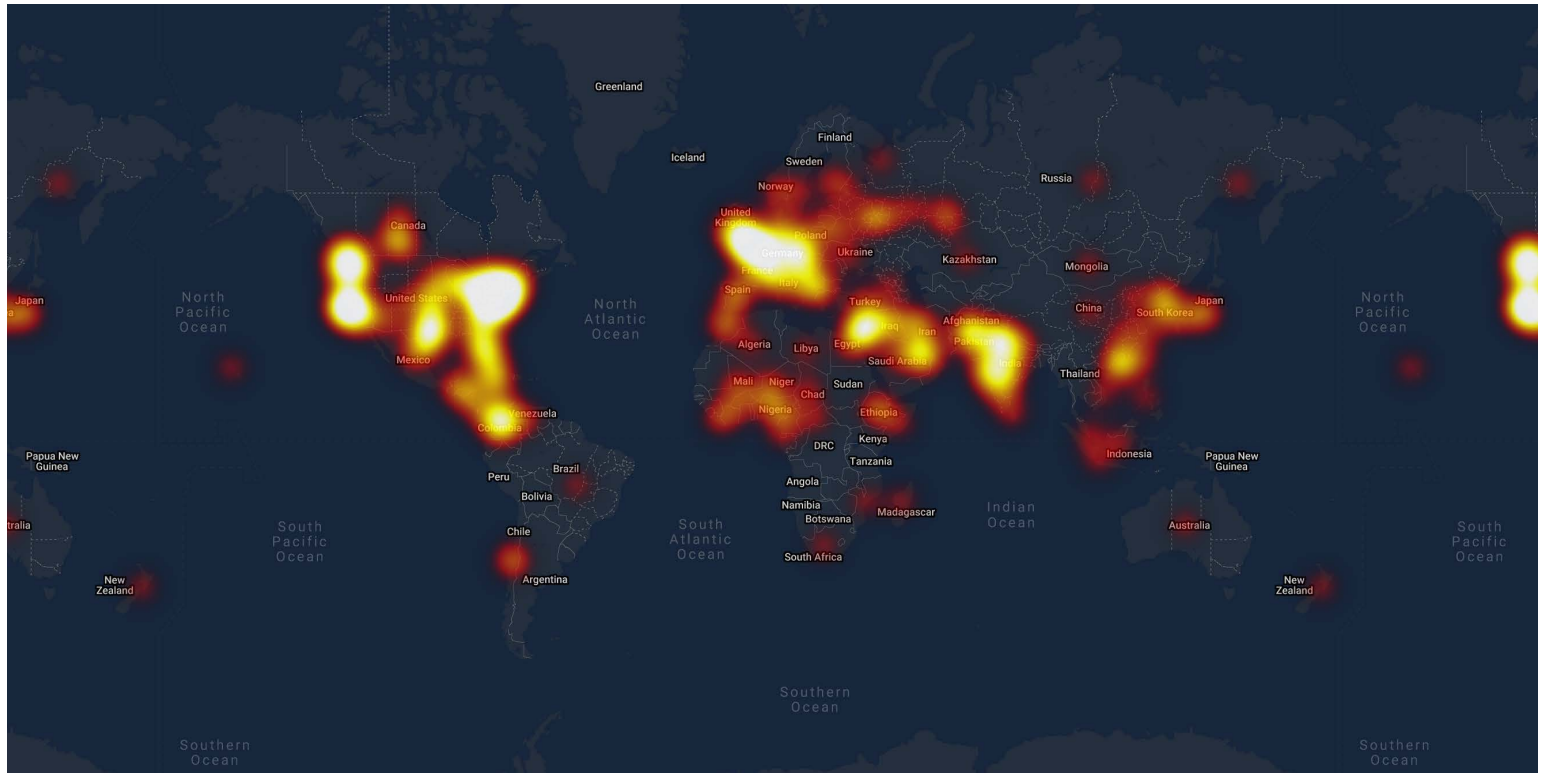 Greenland
Finland
Iceland
Sweden
Russia
Norway
United
Kingdom
Canada
Poland
Ukraine
Germany
Kazakhstan
Mongolia
France
Italy
Spain
Japan
United States
Turkey
Japan
North
Pacific
Ocean
North
Atlantic
Ocean
North
Pacific
Ocean
China
South Korea
Afghanistan
Iraq
Iran
Pakistan
Algeria
Libya
Egypt
Mexico
Saudi Arabia
India
Thailand
Mali
Niger
Sudan
Chad
Nigeria
Ethiopia
Venezuela
Colombia
DRC
Kenya
Papua New
Guinea
Tanzania
Indonesia
Papua New
Guinea
Peru
Brazil
Bolivia
Angola
Namibia
Botswana
Madagascar
Indian
Ocean
tralia
South
Pacific
Ocean
Chile
South
Atlantic
Ocean
South Africa
Australia
South
Pacific
Ocean
New
Zealand
Argentina
New
Zealand
Southern
Ocean
Southern
Ocean
Southern
Ocean